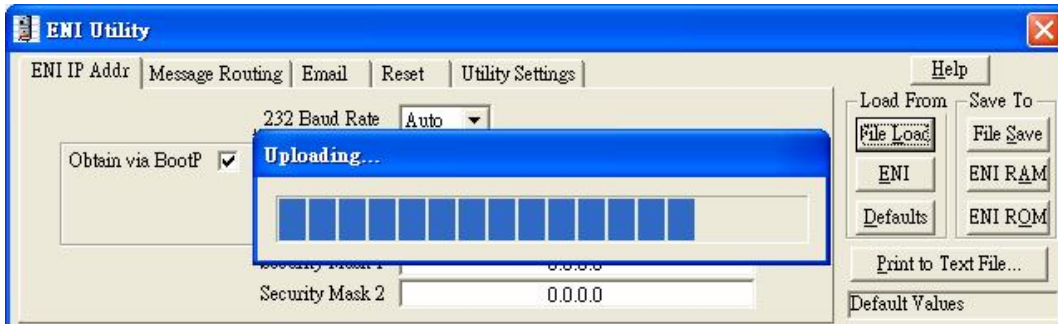 ENI Utility
ENI IP Addr Message Routing Email Reset Utility Settings
Help
232 Baud Rate Auto
Load From Save To
File Load File Save
Obtain via BootP
Uploading...
ENI ENI RAM
Defaults ENI ROM
Print to Text File...
0.0.0.0
Security Mask 2 0.0.0.0
Default Values